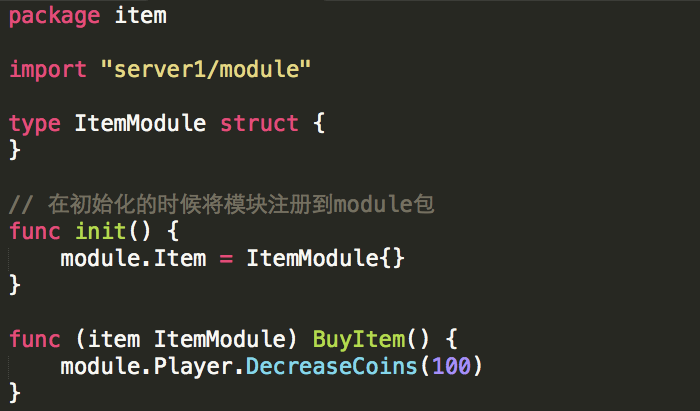 package item
import "server1/module"
type ItemModule struct {
}
// 在初始化的时候将模块注册到module包
func init() {
    module.Item = ItemModule{}
}
func (item ItemModule) BuyItem() {
    module.Player.DecreaseCoins(100)
}